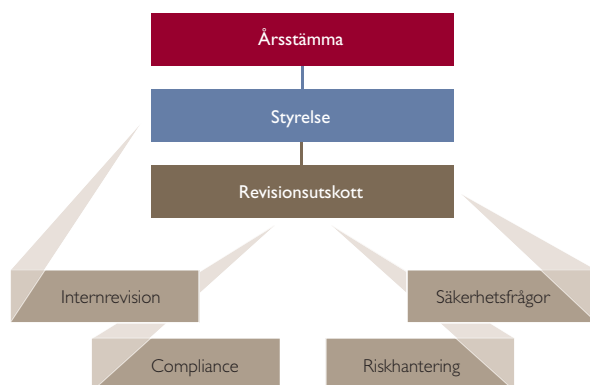 Årsstämma
Styrelse
Revisionsutskott
Internrevision
Säkerhetsfrågor
Compliance
Riskhantering